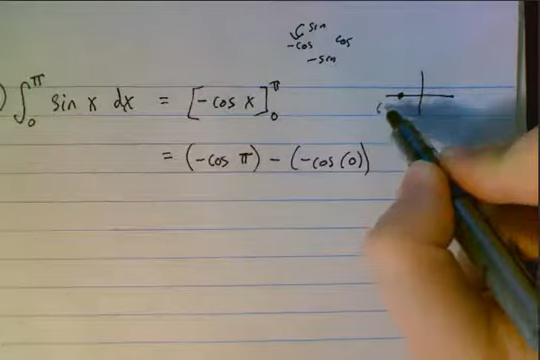 sin
-cos cos
-sin
) ∫₀^π sin x dx = [-cos x]₀^π
= (-cos π) - (-cos(0))
(